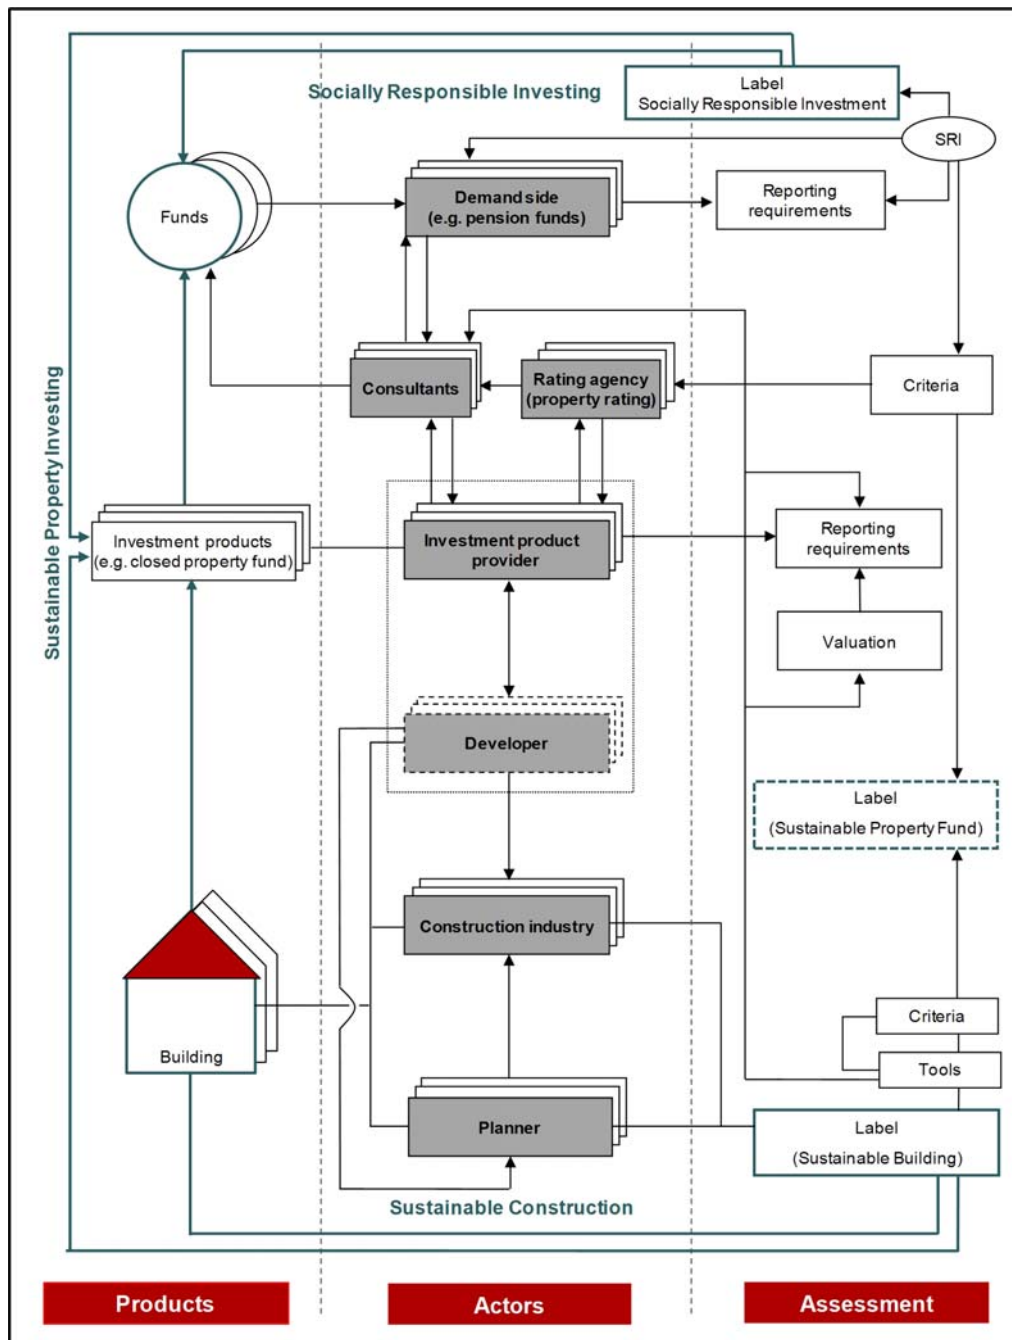 Label
Socially Responsible Investment
Socially Responsible Investing
SRI
Funds
Demand side
(e.g. pension funds)
Reporting
requirements
Consultants
Rating agency
(property rating)
Criteria
Sustainable Property Investing
Investment products
(e.g. closed property fund)
Investment product
provider
Reporting
requirements
Valuation
Developer
Label
(Sustainable Property Fund)
Construction industry
Criteria
Building
Tools
Planner
Label
(Sustainable Building)
Sustainable Construction
Products
Actors
Assessment